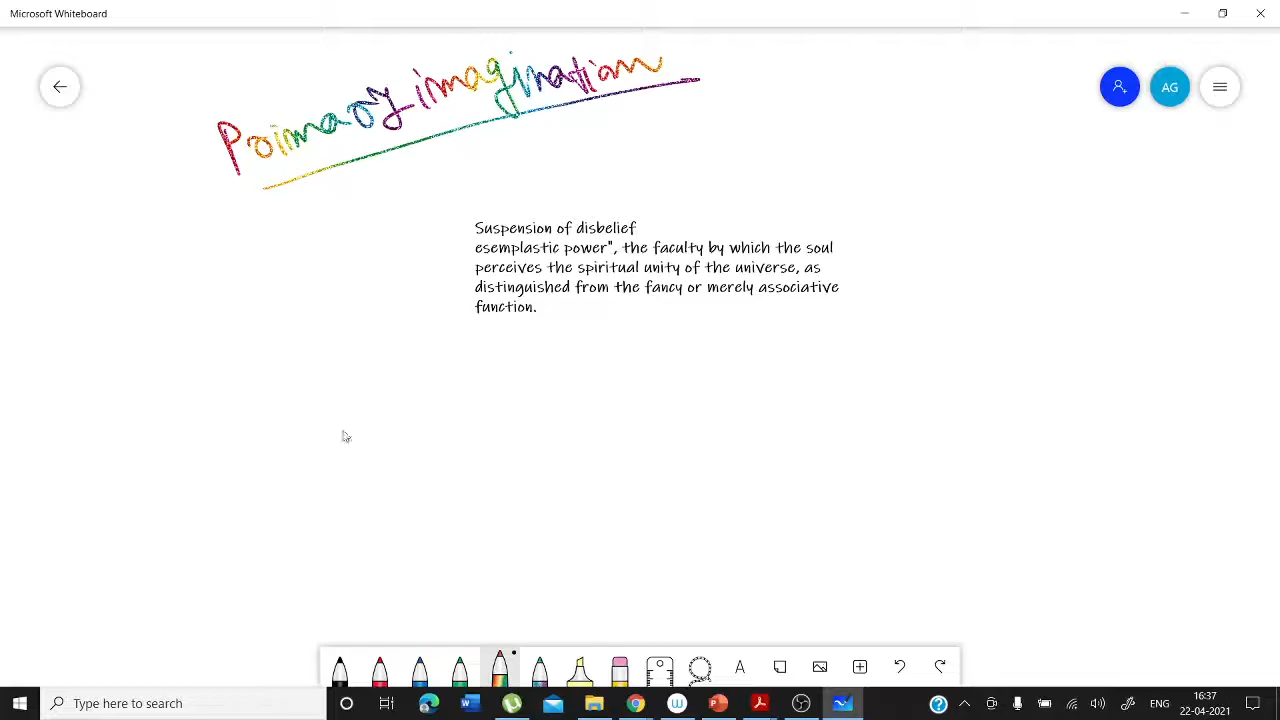 Microsoft Whiteboard
Poima of imagination
AG
Suspension of disbelief
esemplastic power", the faculty by which the soul
perceives the spiritual unity of the universe, as
distinguished from the fancy or merely associative
function.
Type here to search
ENG
16:37
22-04-2021